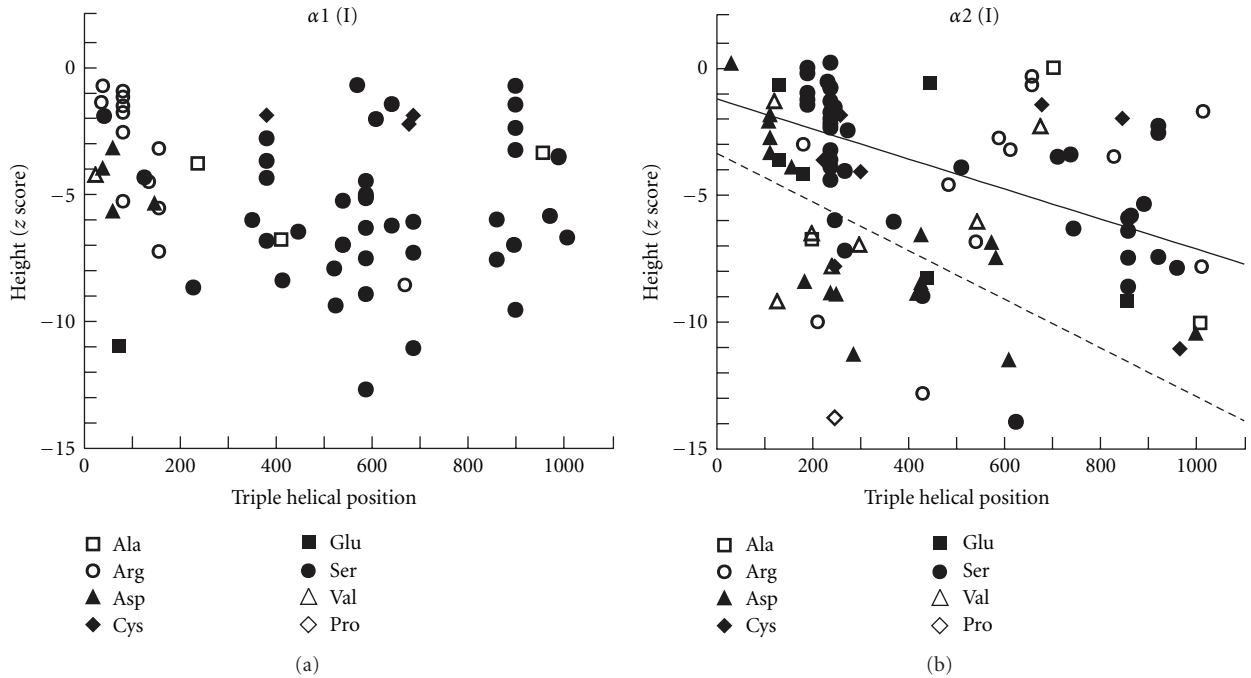 α1 (I)
0
−5
−10
−15
Height (z score)
0 200 400 600 800 1000
Triple helical position
Ala
Arg
Asp
Cys
Glu
Ser
Val
Pro
(a)
α2 (I)
0
−5
−10
−15
Height (z score)
0 200 400 600 800 1000
Triple helical position
Ala
Arg
Asp
Cys
Glu
Ser
Val
Pro
(b)